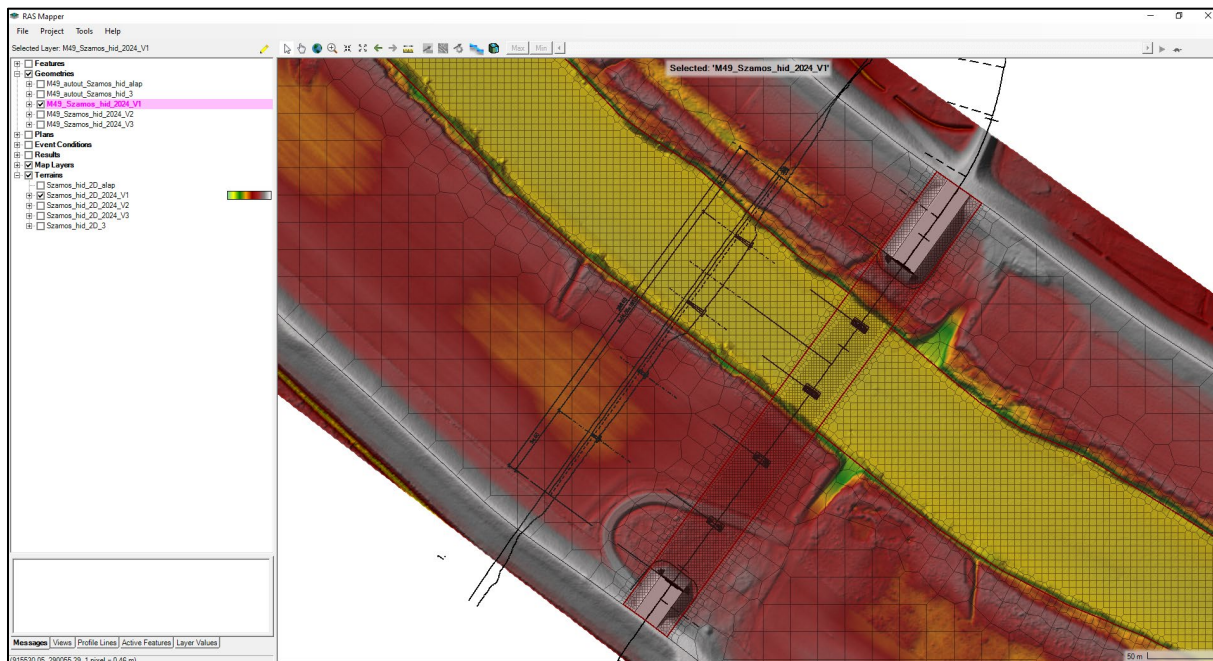 RAS Mapper
File Project Tools Help
Selected Layer: M49_Szamos_hid_2024_V1
Max Min
Selected: 'M49_Szamos_hid_2024_V1'
Features
Geometries
M49_autout_Szamos_hid_alap
M49_autout_Szamos_hid_3
M49_Szamos_hid_2024_V1
M49_Szamos_hid_2024_V2
M49_Szamos_hid_2024_V3
Plans
Event Conditions
Results
Map Layers
Terrains
Szamos_hid_2D_alap
Szamos_hid_2D_2024_V1
Szamos_hid_2D_2024_V2
Szamos_hid_2D_2024_V3
Szamos_hid_2D_3
Messages Views Profile Lines Active Features Layer Values
50 m